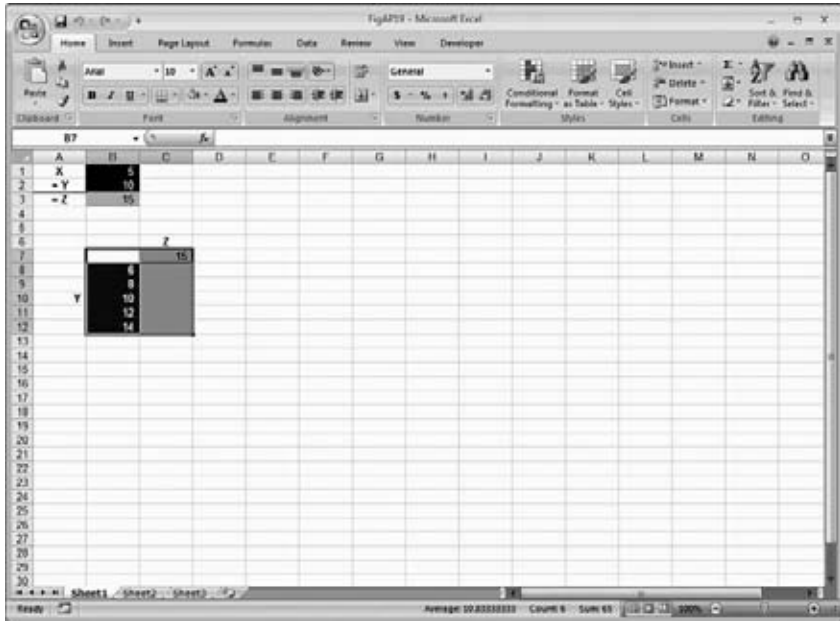 FigAP19 - Microsoft Excel
Home Insert Page Layout Formulas Data Review View Developer
Paste
Arial 10
General
B I U
$ % ,
Conditional Formatting Format as Table Cell Styles
Insert
Delete
Format
Sort & Filter Find & Select
Clipboard Font Alignment Number Styles Cells Editing
B7 fx
A B C D E F G H I J K L M N O
1 X 5
2 = Y 10
3 = Z 15
4
5
6 Z
7 15
8 6
9 8
10 Y 10
11 12
12 14
13
14
15
16
17
18
19
20
21
22
23
24
25
26
27
28
29
30
Sheet1 Sheet2 Sheet3
Ready Average: 10.83333333 Count: 6 Sum: 65 100%